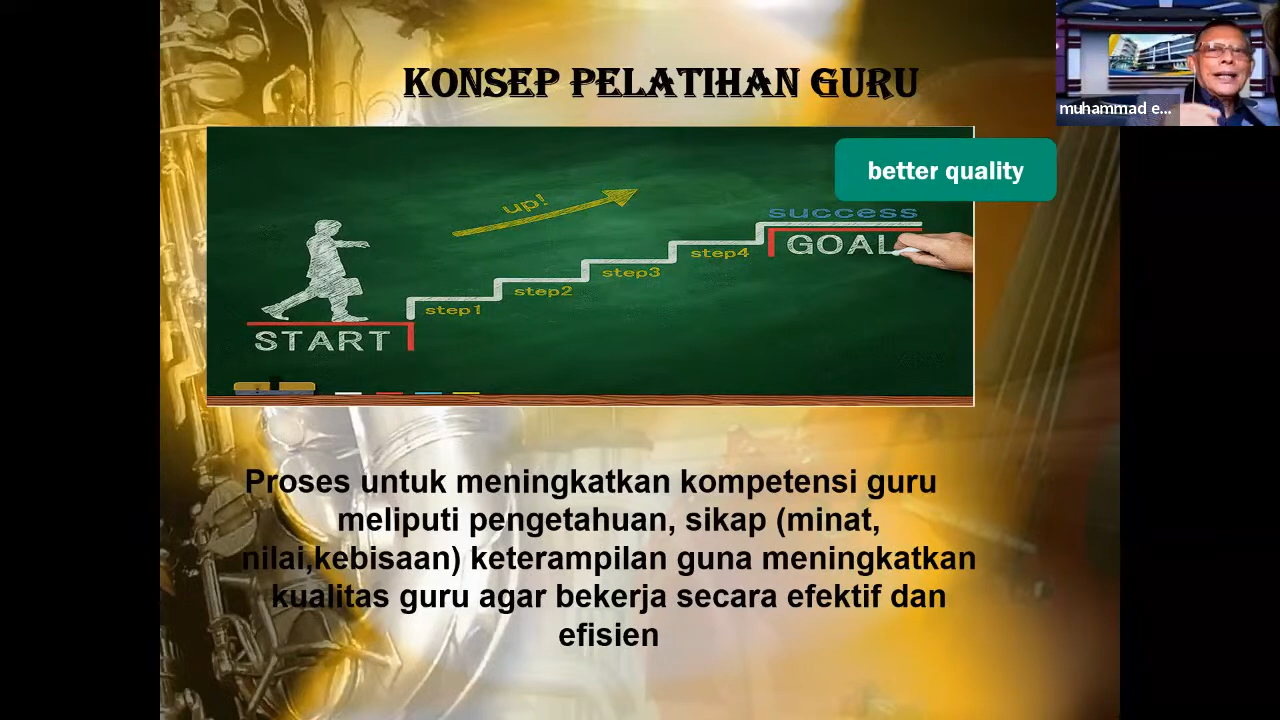 KONSEP PELATIHAN GURU
muhammad e...
better quality
up!
success
GOAL
step4
step3
step2
step1
START
Proses untuk meningkatkan kompetensi guru
meliputi pengetahuan, sikap (minat,
nilai,kebisaan) keterampilan guna meningkatkan
kualitas guru agar bekerja secara efektif dan
efisien